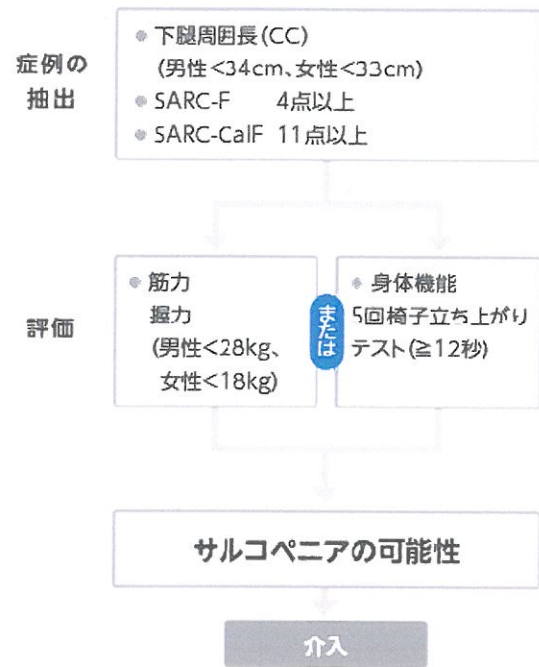 症例の
抽出
● 下腿周囲長(CC)
(男性<34cm、女性<33cm)
● SARC-F 4点以上
● SARC-CalF 11点以上
評価
● 筋力
握力
(男性<28kg、
女性<18kg)
または
● 身体機能
5回椅子立ち上がり
テスト(≧12秒)
サルコペニアの可能性
介入